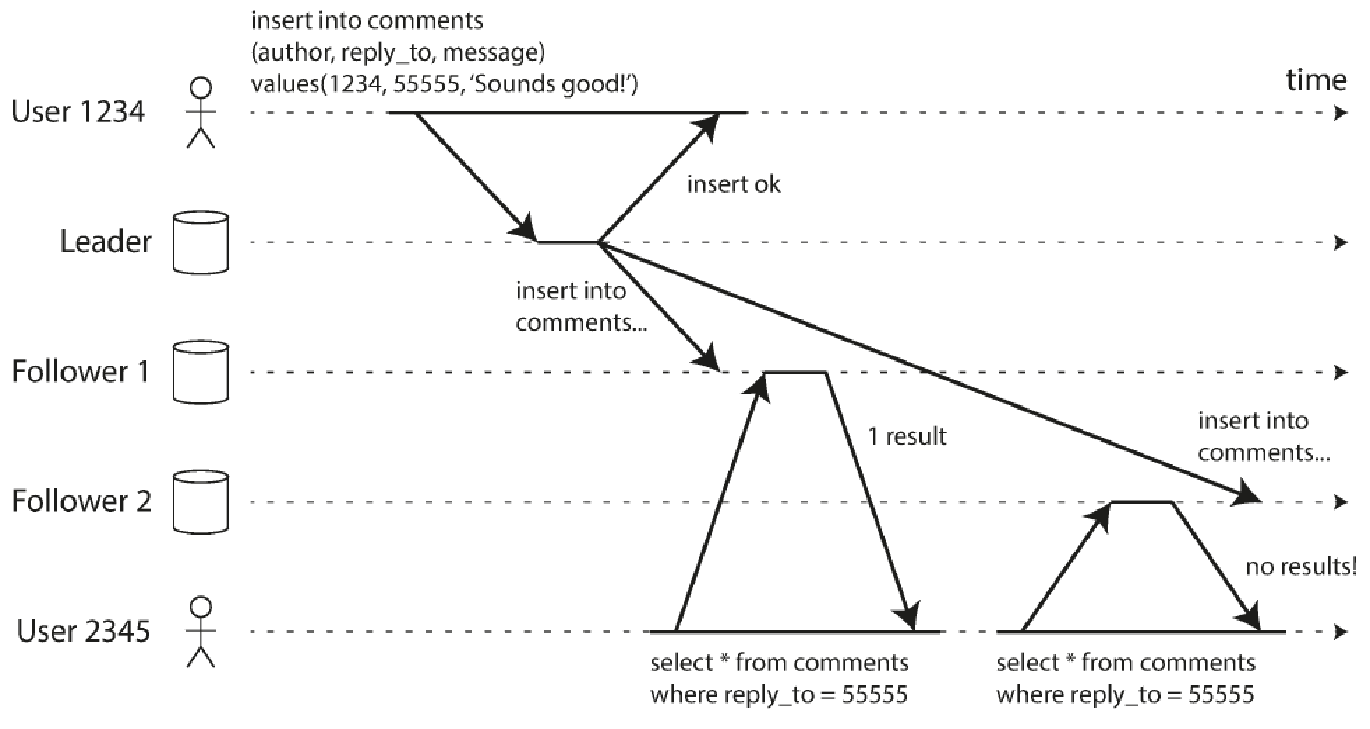 insert into comments
(author, reply_to, message)
values(1234, 55555, ‘Sounds good!’)
time
User 1234
insert ok
Leader
insert into
comments...
Follower 1
1 result
insert into
comments...
Follower 2
no results!
User 2345
select * from comments
where reply_to = 55555
select * from comments
where reply_to = 55555